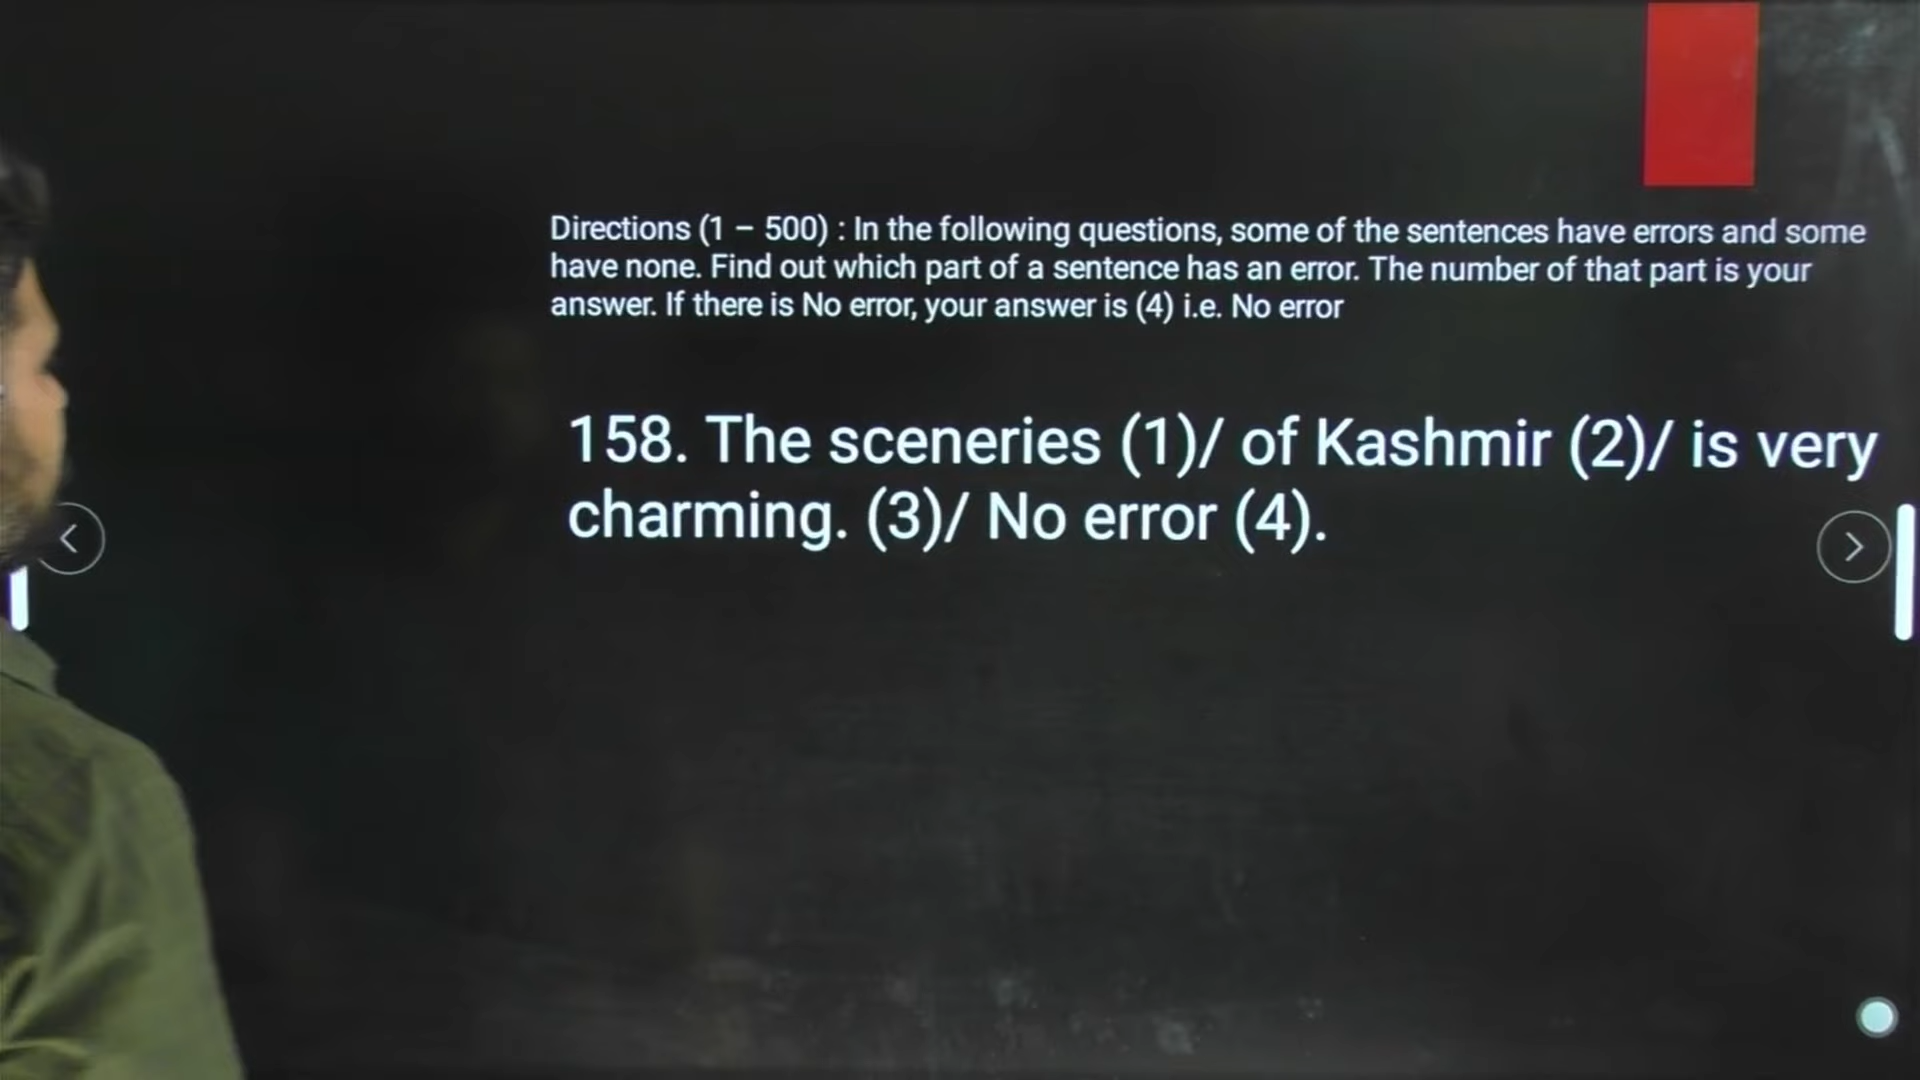 Directions (1 – 500) : In the following questions, some of the sentences have errors and some
have none. Find out which part of a sentence has an error. The number of that part is your
answer. If there is No error, your answer is (4) i.e. No error
158. The sceneries (1)/ of Kashmir (2)/ is very
charming. (3)/ No error (4).